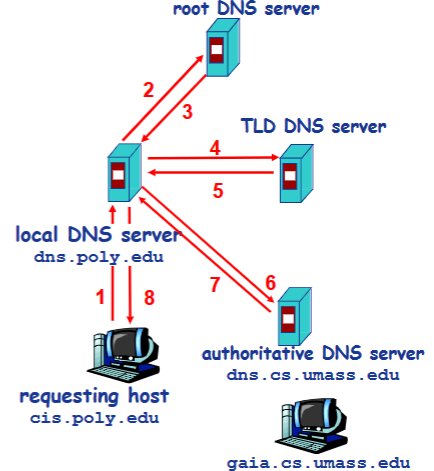 root DNS server
2
3
TLD DNS server
4
5
local DNS server
dns.poly.edu
6
7
1
8
authoritative DNS server
dns.cs.umass.edu
requesting host
cis.poly.edu
gaia.cs.umass.edu